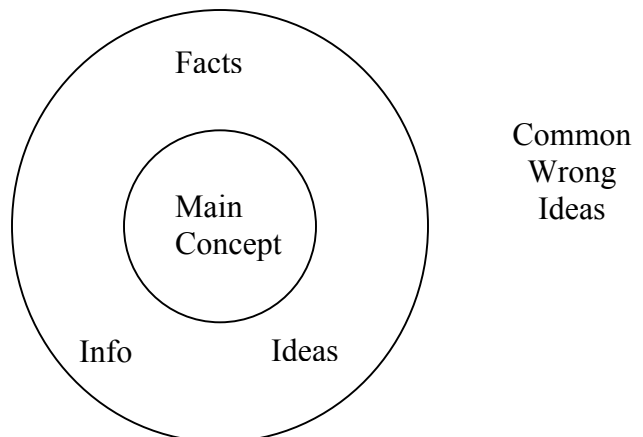 Facts
Common
Wrong
Ideas
Main
Concept
Info
Ideas